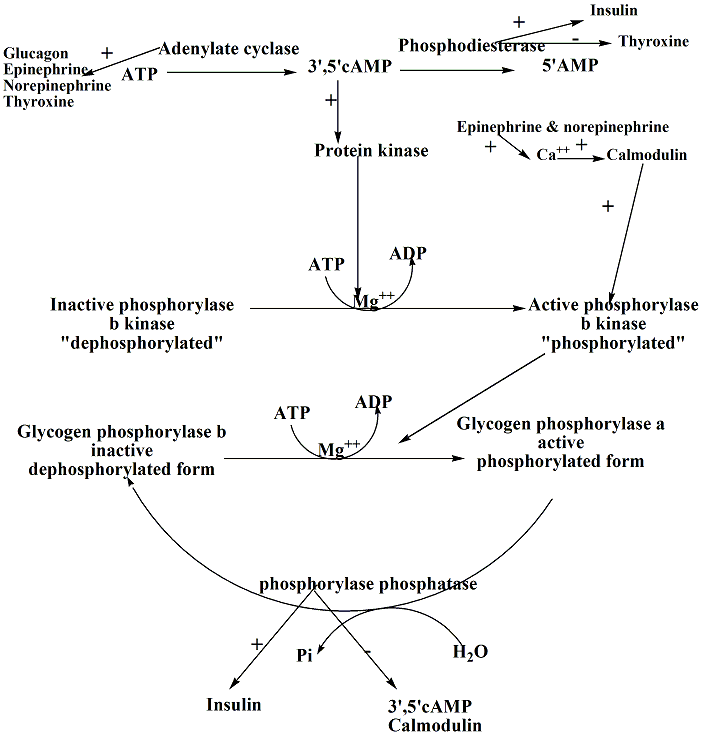 Insulin
+
Phosphodiesterase
-
Thyroxine
Glucagon
Epinephrine
Norepinephrine
Thyroxine
+
Adenylate cyclase
ATP
3',5'cAMP
5'AMP
+
Protein kinase
Epinephrine & norepinephrine
+
Ca++
+
Calmodulin
+
ATP
ADP
Mg++
Inactive phosphorylase
b kinase
"dephosphorylated"
Active phosphorylase
b kinase
"phosphorylated"
ATP
ADP
Mg++
Glycogen phosphorylase b
inactive
dephosphorylated form
Glycogen phosphorylase a
active
phosphorylated form
phosphorylase phosphatase
+
Pi
-
H2O
Insulin
3',5'cAMP
Calmodulin